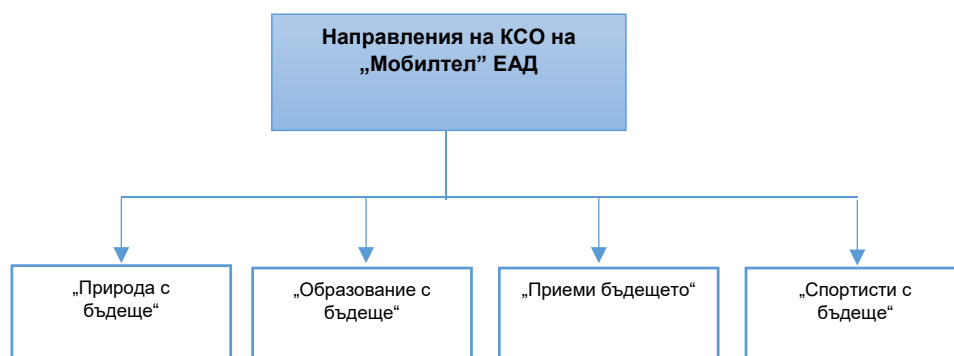 Направления на КСО на
„Мобилтел” ЕАД
„Природа с
бъдеще“
„Образование с
бъдеще“
„Приеми бъдещето“
„Спортисти с
бъдеще“